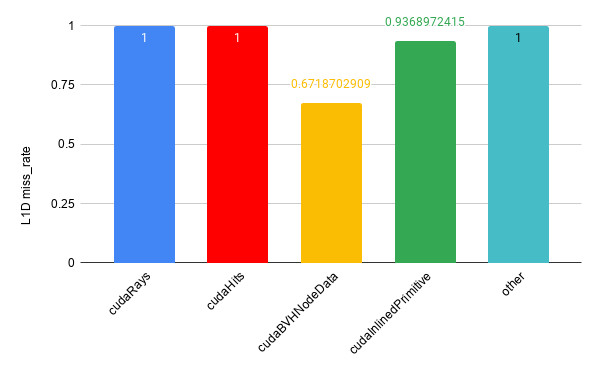 0.9368972415
1
1
1
1
0.75
0.6718702909
0.5
0.25
0
L1D miss_rate
cudaRays
cudaHits
cudaBVHNodeData
cudaInlinedPrimitive
other